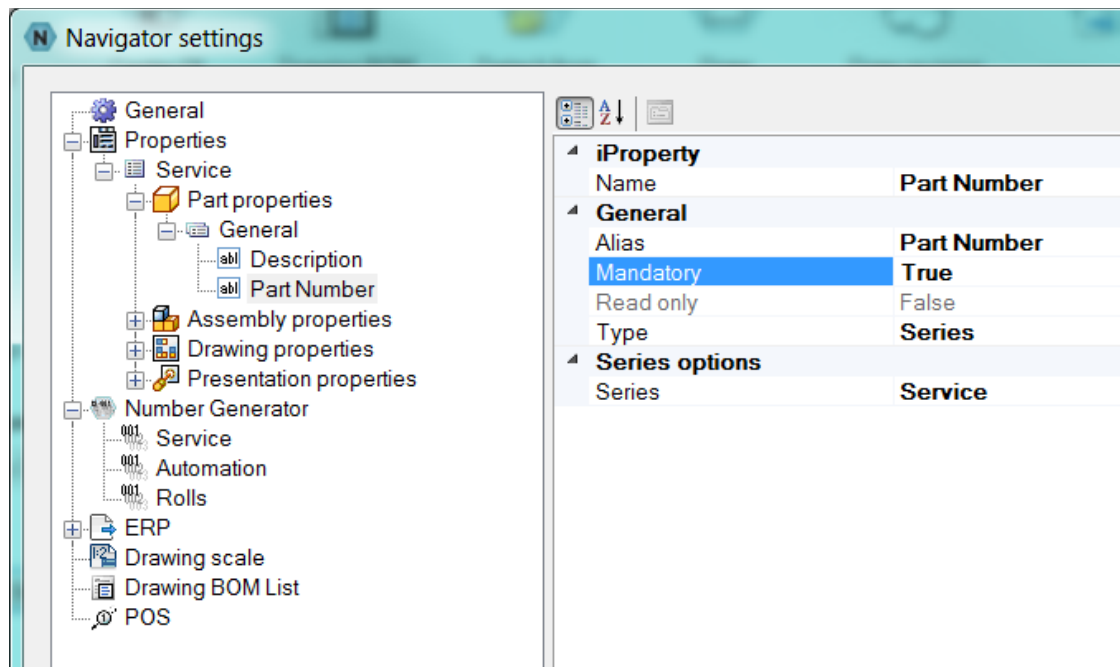 Navigator settings
General
Properties
Service
Part properties
General
Description
Part Number
Assembly properties
Drawing properties
Presentation properties
Number Generator
Service
Automation
Rolls
ERP
Drawing scale
Drawing BOM List
POS
iProperty
Name Part Number
General
Alias Part Number
Mandatory True
Read only False
Type Series
Series options
Series Service